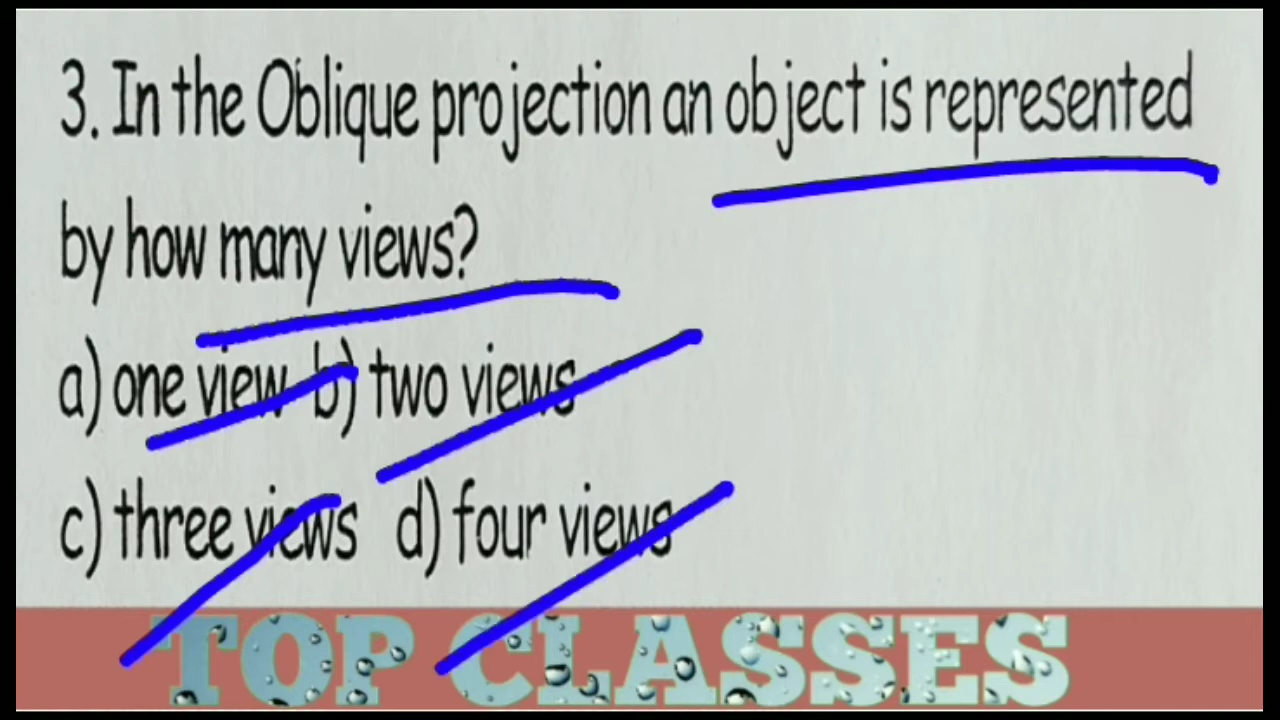 3. In the Oblique projection an object is represented
by how many views?
a) one view b) two views
c) three views d) four views
TOP CLASSES